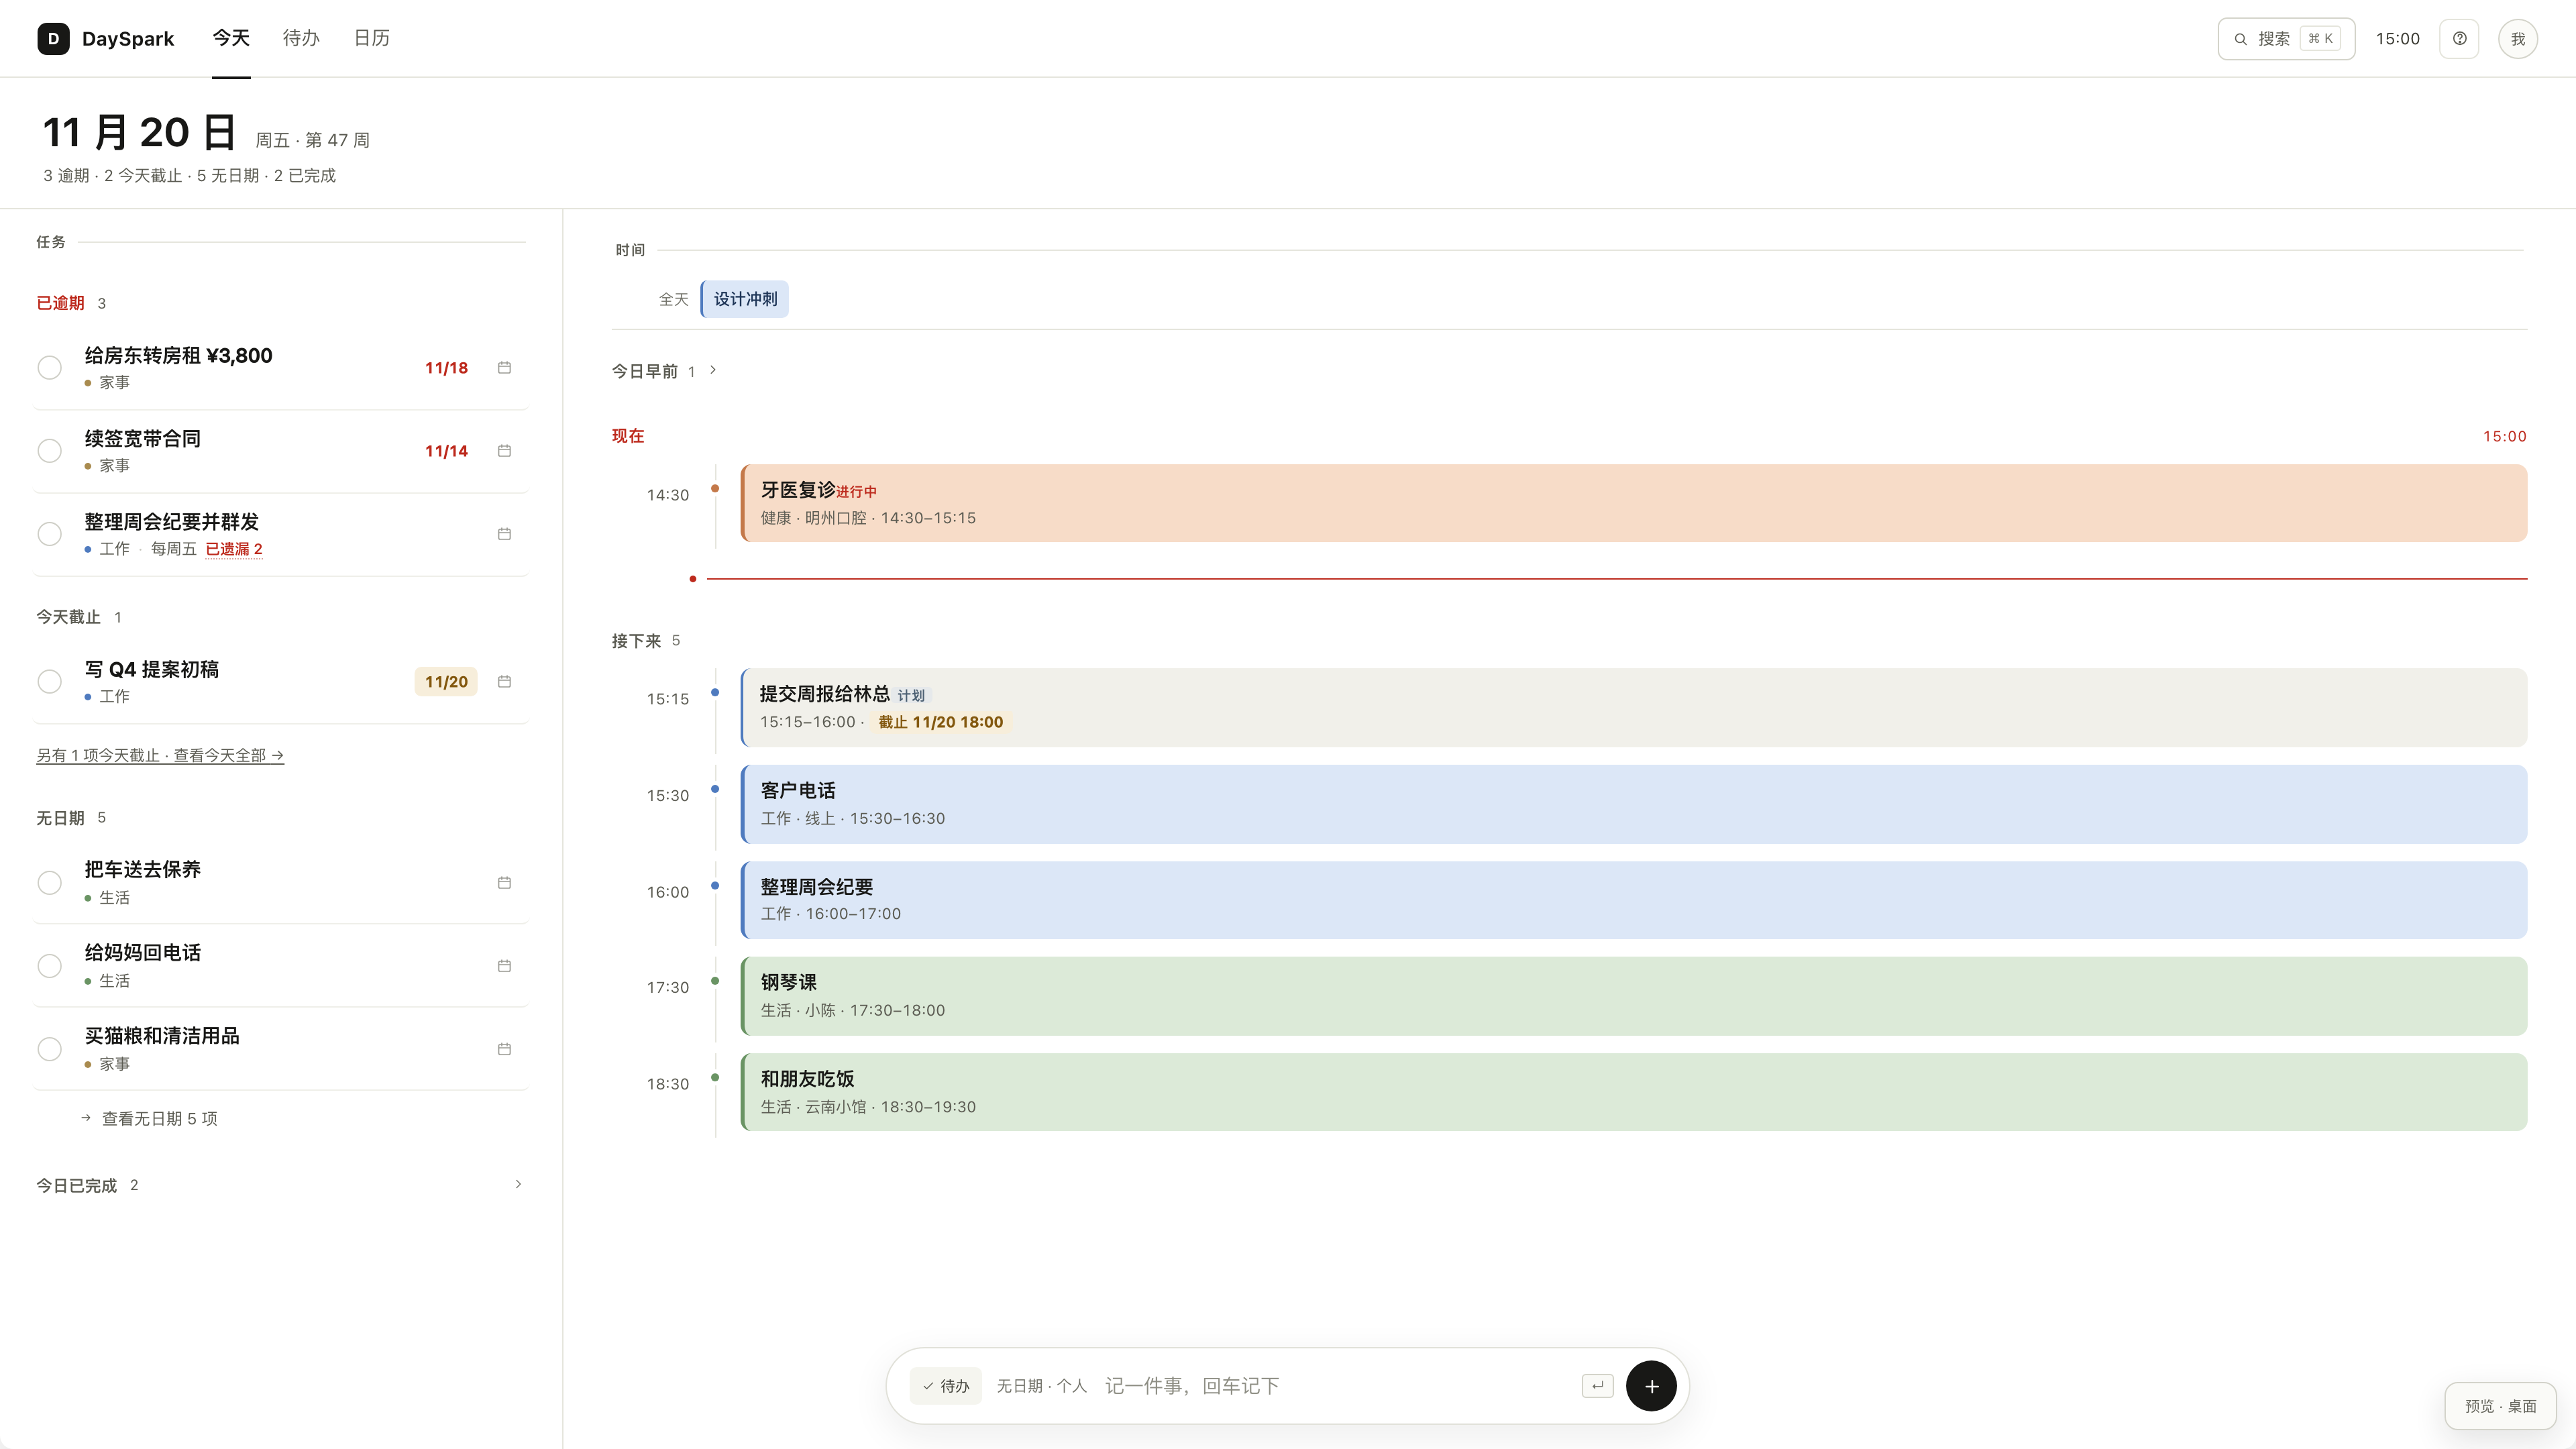 D DaySpark 今天 待办 日历 搜索 ⌘ K 15:00 我
11 月 20 日 周五 · 第 47 周
3 逾期 · 2 今天截止 · 5 无日期 · 2 已完成
任务
已逾期 3
给房东转房租 ¥3,800
家事
11/18
续签宽带合同
家事
11/14
整理周会纪要并群发
工作 · 每周五 已遗漏 2
今天截止 1
写 Q4 提案初稿
工作
11/20
另有 1 项今天截止 · 查看今天全部 →
无日期 5
把车送去保养
生活
给妈妈回电话
生活
买猫粮和清洁用品
家事
→ 查看无日期 5 项
今日已完成 2
时间
全天 设计冲刺
今日早前 1
现在 15:00
14:30
牙医复诊进行中
健康 · 明州口腔 · 14:30–15:15
接下来 5
15:15
提交周报给林总 计划
15:15–16:00 · 截止 11/20 18:00
15:30
客户电话
工作 · 线上 · 15:30–16:30
16:00
整理周会纪要
工作 · 16:00–17:00
17:30
钢琴课
生活 · 小陈 · 17:30–18:00
18:30
和朋友吃饭
生活 · 云南小馆 · 18:30–19:30
待办 无日期 · 个人 记一件事，回车记下
预览 · 桌面